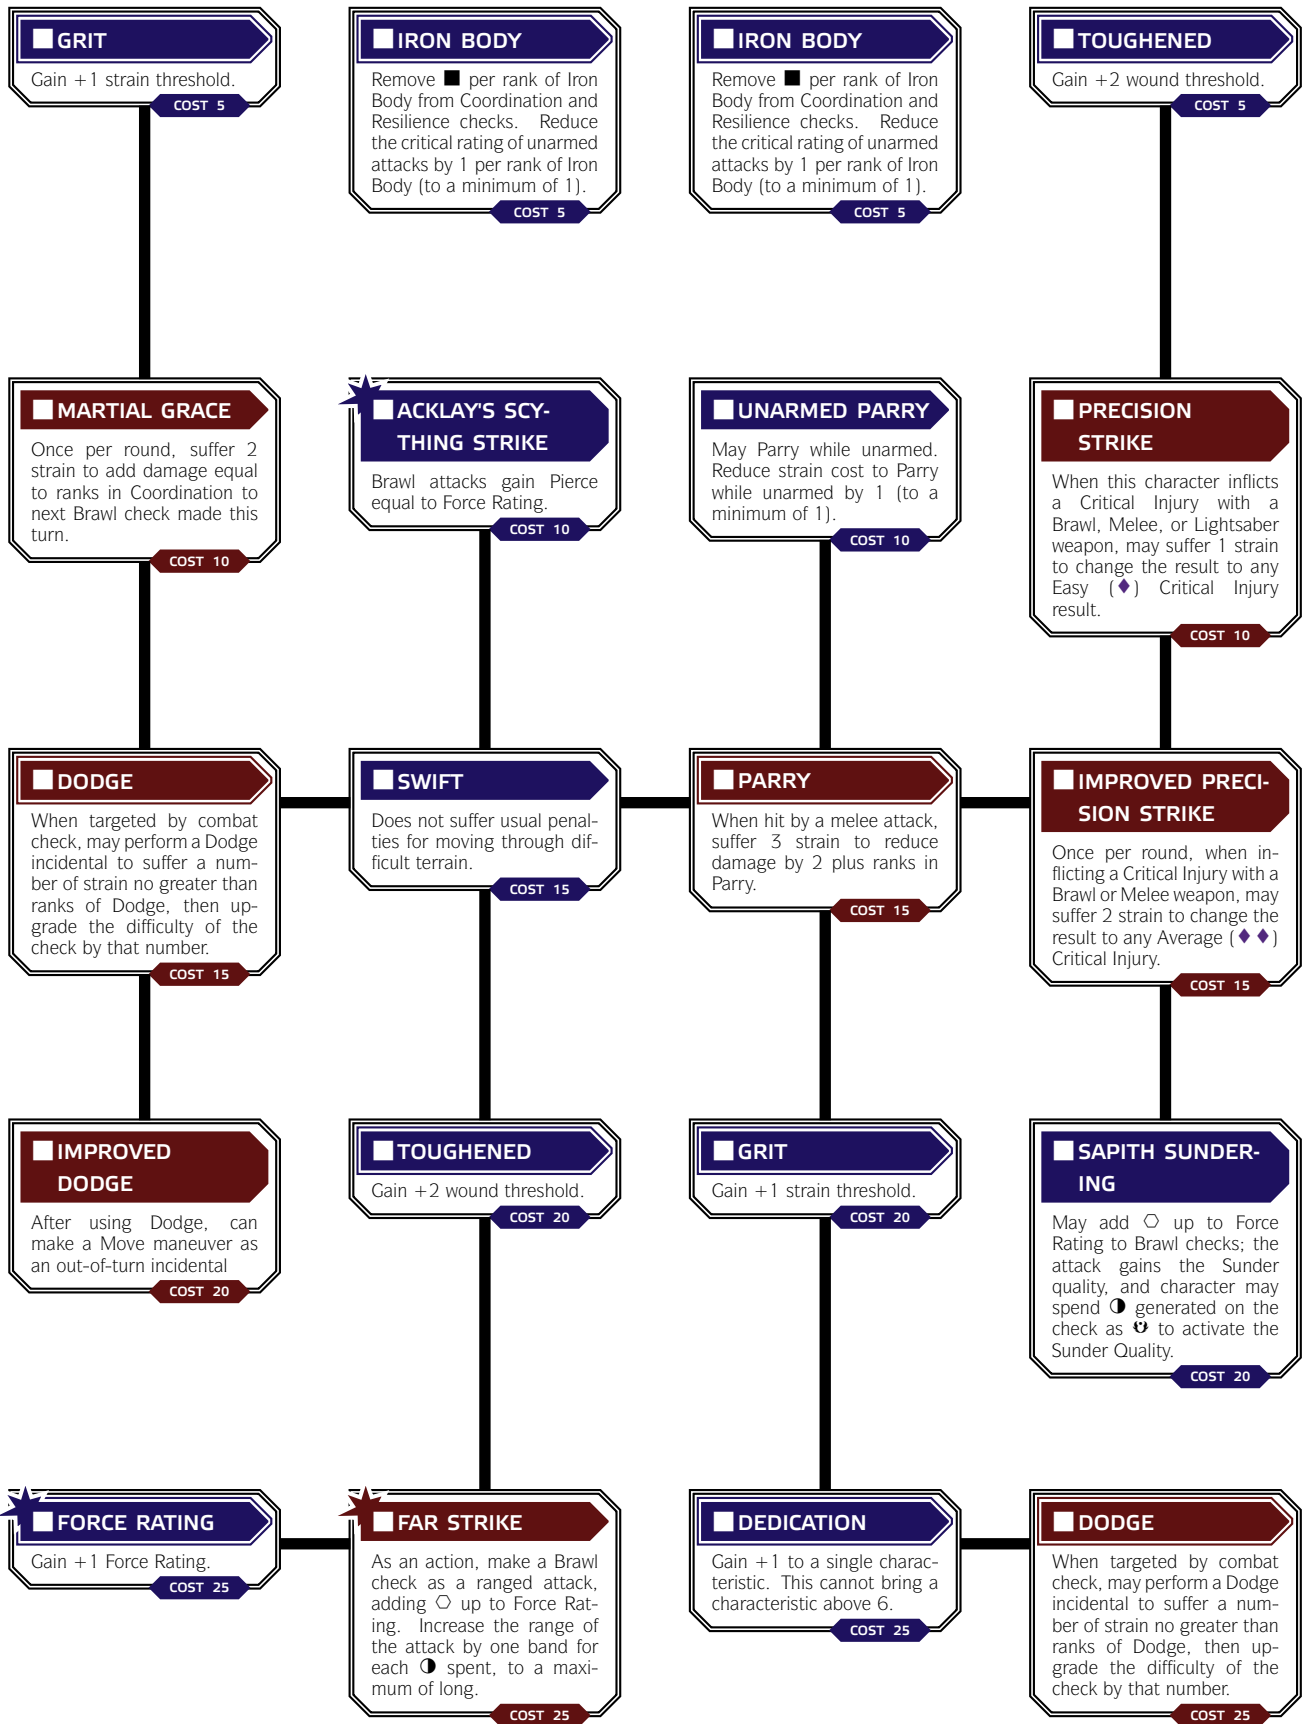 GRIT
Gain +1 strain threshold.
COST 5
IRON BODY
Remove ■ per rank of Iron
Body from Coordination and
Resilience checks. Reduce
the critical rating of unarmed
attacks by 1 per rank of Iron
Body (to a minimum of 1).
COST 5
IRON BODY
Remove ■ per rank of Iron
Body from Coordination and
Resilience checks. Reduce
the critical rating of unarmed
attacks by 1 per rank of Iron
Body (to a minimum of 1).
COST 5
TOUGHENED
Gain +2 wound threshold.
COST 5
MARTIAL GRACE
Once per round, suffer 2
strain to add damage equal
to ranks in Coordination to
next Brawl check made this
turn.
COST 10
ACKLAY'S SCY-
THING STRIKE
Brawl attacks gain Pierce
equal to Force Rating.
COST 10
UNARMED PARRY
May Parry while unarmed.
Reduce strain cost to Parry
while unarmed by 1 (to a
minimum of 1).
COST 10
PRECISION
STRIKE
When this character inflicts
a Critical Injury with a
Brawl, Melee, or Lightsaber
weapon, may suffer 1 strain
to change the result to any
Easy (♦) Critical Injury
result.
COST 10
DODGE
When targeted by combat
check, may perform a Dodge
incidental to suffer a num-
ber of strain no greater than
ranks of Dodge, then up-
grade the difficulty of the
check by that number.
COST 15
SWIFT
Does not suffer usual penal-
ties for moving through dif-
ficult terrain.
COST 15
PARRY
When hit by a melee attack,
suffer 3 strain to reduce
damage by 2 plus ranks in
Parry.
COST 15
IMPROVED PRECI-
SION STRIKE
Once per round, when in-
flicting a Critical Injury with a
Brawl or Melee weapon, may
suffer 2 strain to change the
result to any Average (♦ ♦)
Critical Injury.
COST 15
IMPROVED
DODGE
After using Dodge, can
make a Move maneuver as
an out-of-turn incidental
COST 20
TOUGHENED
Gain +2 wound threshold.
COST 20
GRIT
Gain +1 strain threshold.
COST 20
SAPITH SUNDER-
ING
May add ⬡ up to Force
Rating to Brawl checks; the
attack gains the Sunder
quality, and character may
spend ◑ generated on the
check as to activate the
Sunder Quality.
COST 20
FORCE RATING
Gain +1 Force Rating.
COST 25
FAR STRIKE
As an action, make a Brawl
check as a ranged attack,
adding ⬡ up to Force Rat-
ing. Increase the range of
the attack by one band for
each ◑ spent, to a maxi-
mum of long.
COST 25
DEDICATION
Gain +1 to a single charac-
teristic. This cannot bring a
characteristic above 6.
COST 25
DODGE
When targeted by combat
check, may perform a Dodge
incidental to suffer a num-
ber of strain no greater than
ranks of Dodge, then up-
grade the difficulty of the
check by that number.
COST 25